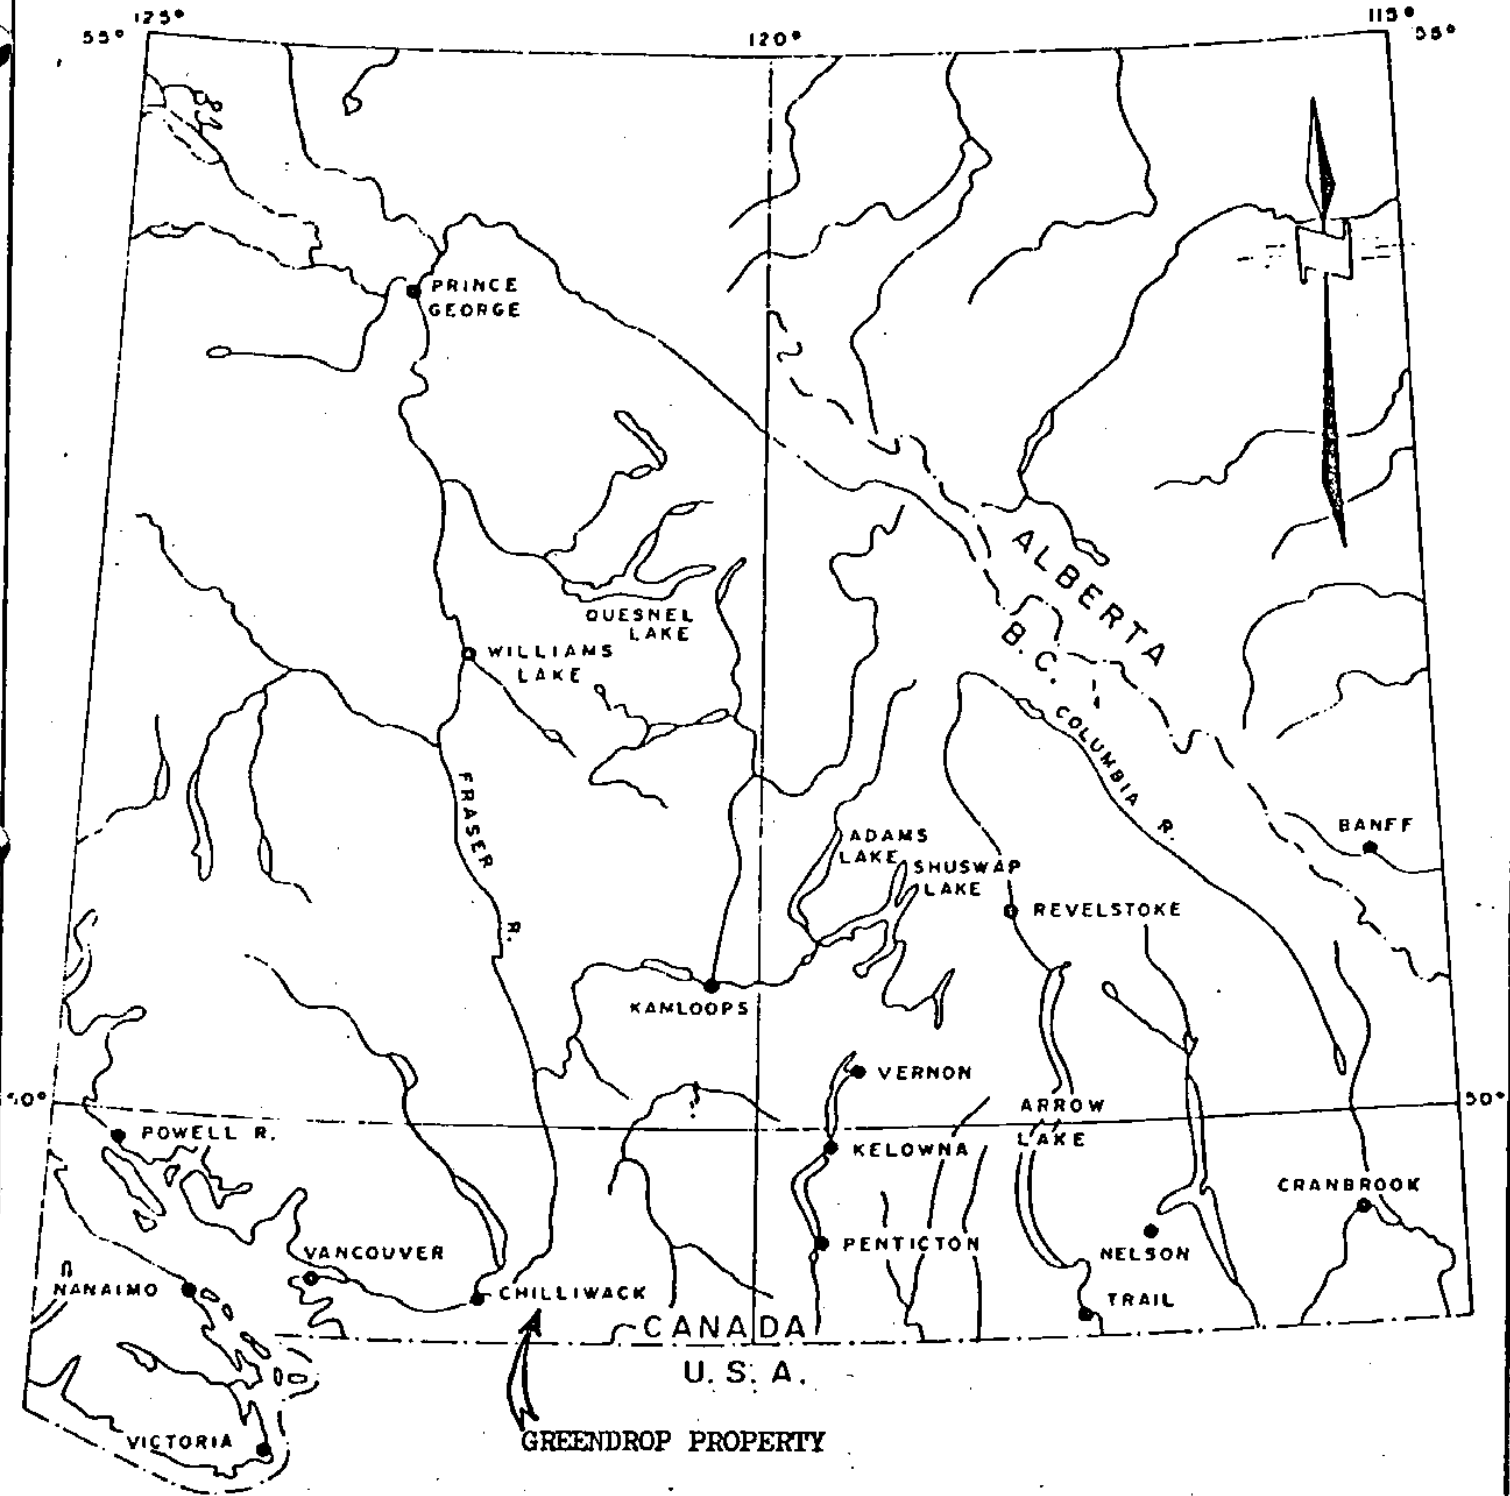 125°
120°
115°
55°
55°
PRINCE
GEORGE
QUESNEL
LAKE
WILLIAMS
LAKE
ALBERTA
B.C.
COLUMBIA R.
FRASER R.
BANFF
ADAMS
LAKE
SHUSWAP
LAKE
REVELSTOKE
KAMLOOPS
VERNON
50°
ARROW
LAKE
POWELL R.
KELOWNA
CRANBROOK
VANCOUVER
PENTICTON
NELSON
NANAIMO
CHILLIWACK
TRAIL
CANADA
U.S.A.
VICTORIA
GREENDROP PROPERTY